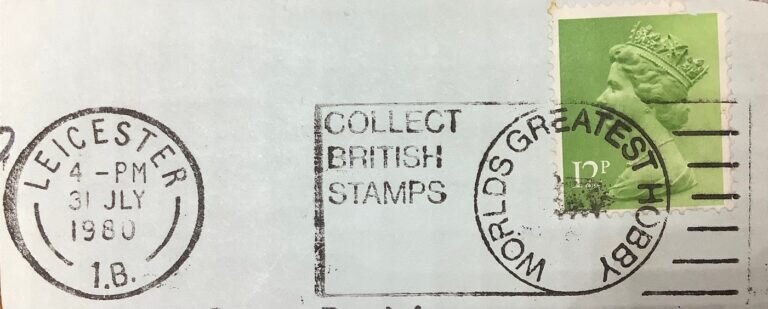 LEICESTER
4 - PM
31 JLY
1980
1.B.
COLLECT
BRITISH
STAMPS
WORLDS GREATEST HOBBY
12P